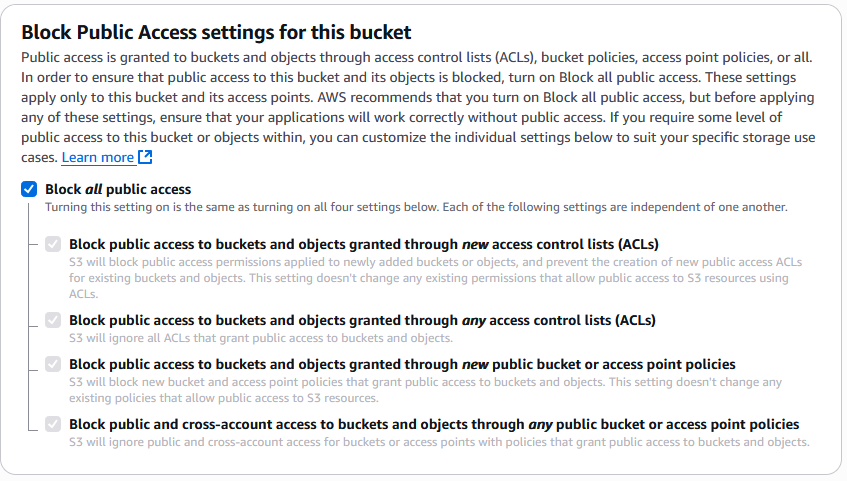 Block Public Access settings for this bucket
Public access is granted to buckets and objects through access control lists (ACLs), bucket policies, access point policies, or all.
In order to ensure that public access to this bucket and its objects is blocked, turn on Block all public access. These settings
apply only to this bucket and its access points. AWS recommends that you turn on Block all public access, but before applying
any of these settings, ensure that your applications will work correctly without public access. If you require some level of
public access to this bucket or objects within, you can customize the individual settings below to suit your specific storage use
cases. Learn more
Block all public access
Turning this setting on is the same as turning on all four settings below. Each of the following settings are independent of one another.
Block public access to buckets and objects granted through new access control lists (ACLs)
S3 will block public access permissions applied to newly added buckets or objects, and prevent the creation of new public access ACLs
for existing buckets and objects. This setting doesn't change any existing permissions that allow public access to S3 resources using
ACLs.
Block public access to buckets and objects granted through any access control lists (ACLs)
S3 will ignore all ACLs that grant public access to buckets and objects.
Block public access to buckets and objects granted through new public bucket or access point policies
S3 will block new bucket and access point policies that grant public access to buckets and objects. This setting doesn't change any
existing policies that allow public access to S3 resources.
Block public and cross-account access to buckets and objects through any public bucket or access point policies
S3 will ignore public and cross-account access for buckets or access points with policies that grant public access to buckets and objects.